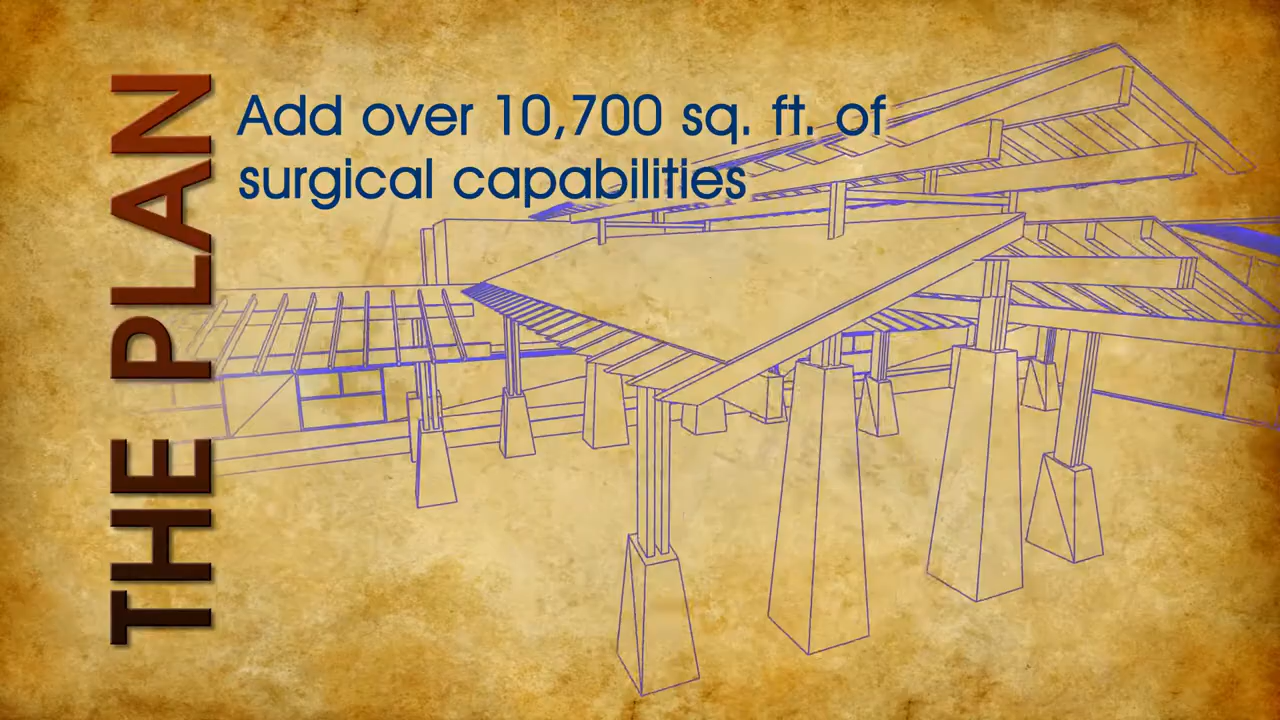 THE PLAN
Add over 10,700 sq. ft. of
surgical capabilities